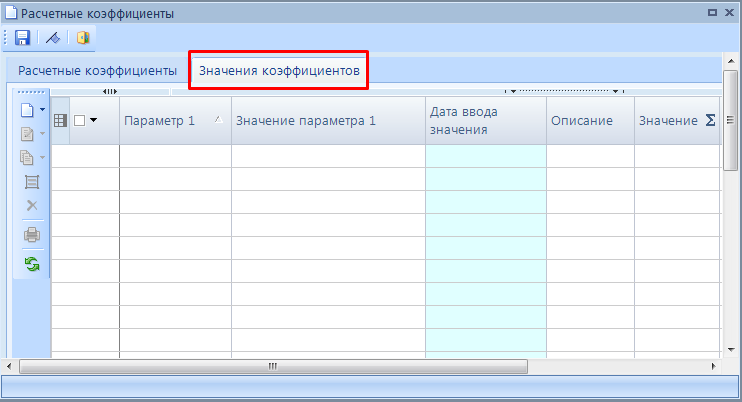 Расчетные коэффициенты
Расчетные коэффициенты Значения коэффициентов
Параметр 1 Значение параметра 1 Дата ввода значения Описание Значение Σ